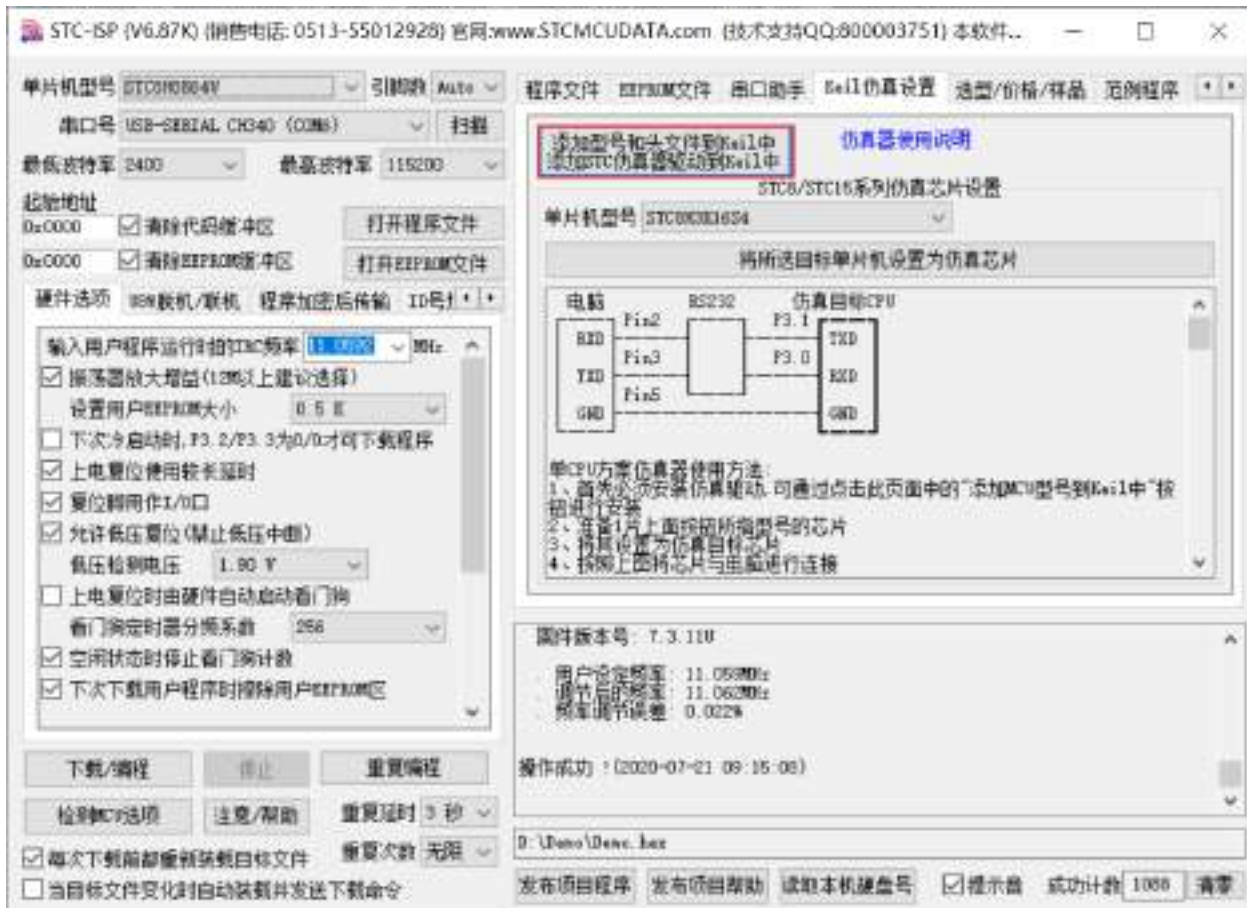 STC-ISP (V6.87K) (销售电话: 0513-55012928) 官网:www.STCMCUDATA.com (技术支持QQ:800003751) 本软件..
单片机型号 引脚数 Auto
串口号 USB-SERIAL CH340 (COM6) 扫描
最低波特率 2400 最高波特率 115200
起始地址
0x0000 清除代码缓冲区 打开程序文件
0x0000 清除EEPROM缓冲区 打开EEPROM文件
硬件选项 脱机/联机 程序加密后传输 ID号
输入用户程序运行时的IRC频率 11.0592 MHz
振荡器放大增益(12M以上建议选择)
设置用户EEPROM大小 0.5 K
下次冷启动时,P3.2/P3.3为0/0才可下载程序
上电复位使用较长延时
复位脚用作I/O口
允许低压复位(禁止低压中断)
低压检测电压 1.90 V
上电复位时由硬件自动启动看门狗
看门狗定时器分频系数 256
空闲状态时停止看门狗计数
下次下载用户程序时擦除用户EEPROM区
下载/编程 停止 重复编程
检测MCU选项 注意/帮助 重复延时 3 秒
每次下载前都重新装载目标文件 重复次数 无限
当目标文件变化时自动装载并发送下载命令
程序文件 EEPROM文件 串口助手 Keil仿真设置 选型/价格/样品 范例程序
添加型号和头文件到Keil中
添加STC仿真器驱动到Keil中
仿真器使用说明
STC8/STC15系列仿真芯片设置
单片机型号
将所选目标单片机设置为仿真芯片
电脑 RS232 仿真目标CPU
RXD Pin2 P3.1 TXD
TXD Pin3 P3.0 RXD
GND Pin5 GND
单CPU方案仿真器使用方法:
1、首先必须安装仿真驱动.可通过点击此页面中的"添加MCU型号到Keil中"按
钮进行安装
2、准备1片上面按钮所指型号的芯片
3、将其设置为仿真目标芯片
4、按照上图将芯片与电脑进行连接
固件版本号: 7.3.11U
. 用户设定频率: 11.059MHz
. 调节后的频率: 11.062MHz
. 频率调节误差: 0.022%
操作成功 !(2020-07-21 09:15:08)
D:\Demo\Demo.hex
发布项目程序 发布项目帮助 读取本机硬盘号 提示音 成功计数 1088 清零